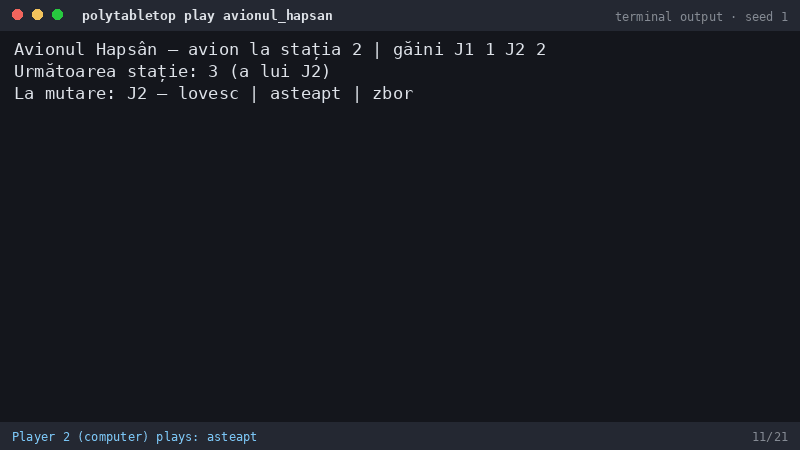 polytabletop play avionul_hapsan
terminal output · seed 1
Avionul Hapsân — avion la stația 2 | găini J1 1 J2 2
Următoarea stație: 3 (a lui J2)
La mutare: J2 — lovesc | asteapt | zbor
Player 2 (computer) plays: asteapt
11/21